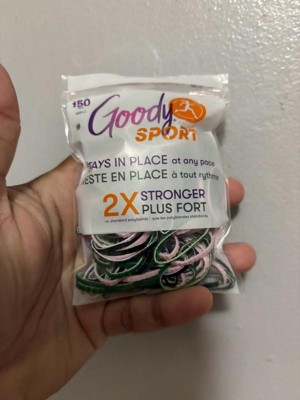 150
Goody
SPORT
STAYS IN PLACE at any pace
RESTE EN PLACE à tout rythme
2X STRONGER
PLUS FORT